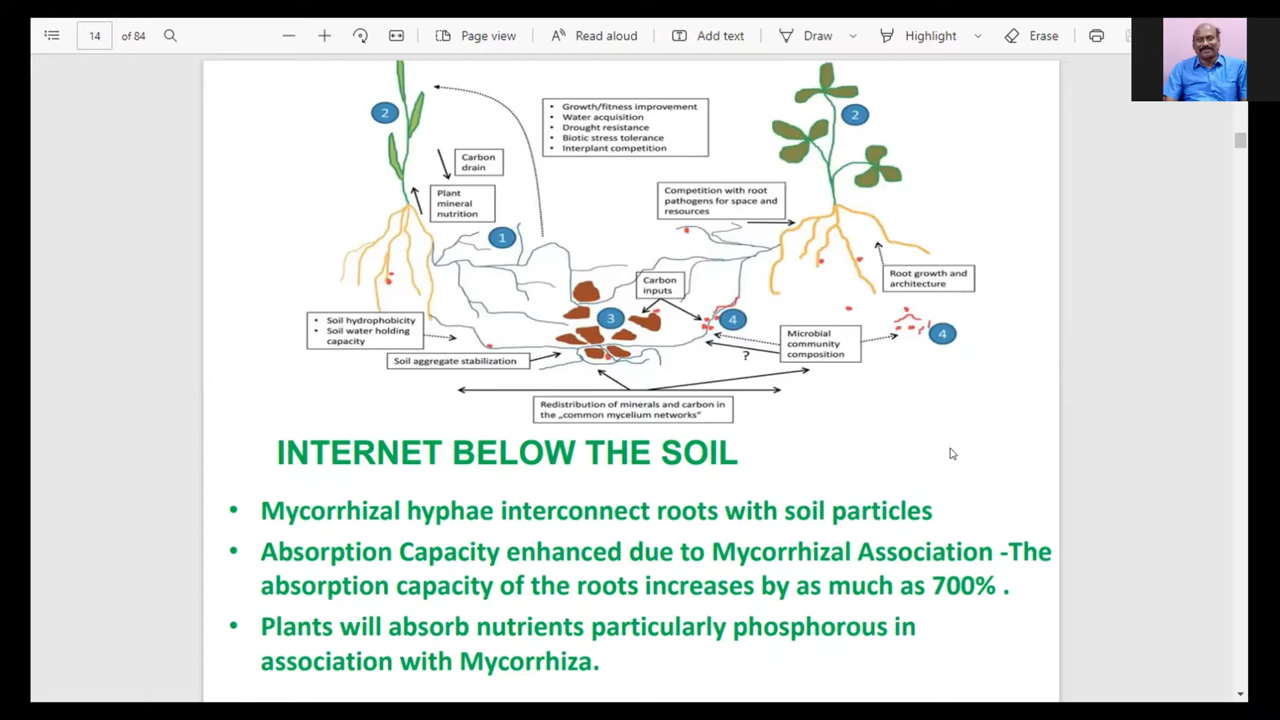 14 of 84 Page view Read aloud Add text Draw Highlight Erase
2
Growth/fitness improvement
Water acquisition
Drought resistance
Biotic stress tolerance
Interplant competition
2
Carbon
drain
Plant
mineral
nutrition
Competition with root
pathogens for space and
resources
1
Root growth and
architecture
Carbon
inputs
Soil hydrophobicity
Soil water holding
capacity
3
4
Microbial
community
composition
4
?
Soil aggregate stabilization
Redistribution of minerals and carbon in
the „common mycelium networks“
INTERNET BELOW THE SOIL
• Mycorrhizal hyphae interconnect roots with soil particles
• Absorption Capacity enhanced due to Mycorrhizal Association -The
absorption capacity of the roots increases by as much as 700% .
• Plants will absorb nutrients particularly phosphorous in
association with Mycorrhiza.